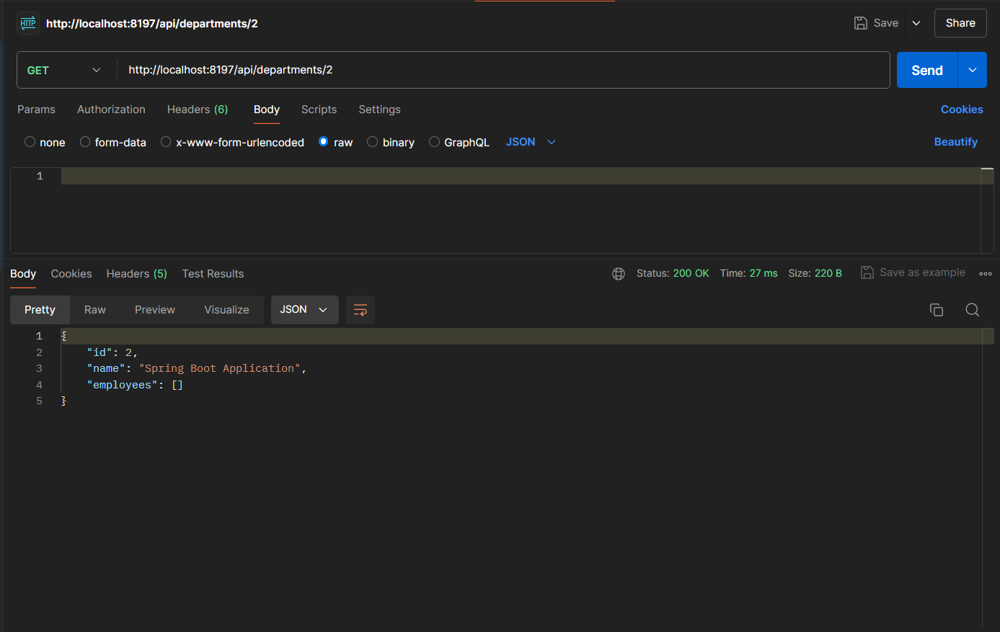 HTTP http://localhost:8197/api/departments/2 Save Share
GET http://localhost:8197/api/departments/2 Send
Params Authorization Headers (6) Body Scripts Settings Cookies
none form-data x-www-form-urlencoded raw binary GraphQL JSON Beautify
1
Body Cookies Headers (5) Test Results Status: 200 OK Time: 27 ms Size: 220 B Save as example
Pretty Raw Preview Visualize JSON
1 {
2 "id": 2,
3 "name": "Spring Boot Application",
4 "employees": []
5 }